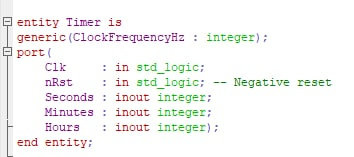 entity Timer is
generic(ClockFrequencyHz : integer);
port(
    Clk     : in std_logic;
    nRst    : in std_logic; -- Negative reset
    Seconds : inout integer;
    Minutes : inout integer;
    Hours   : inout integer);
end entity;